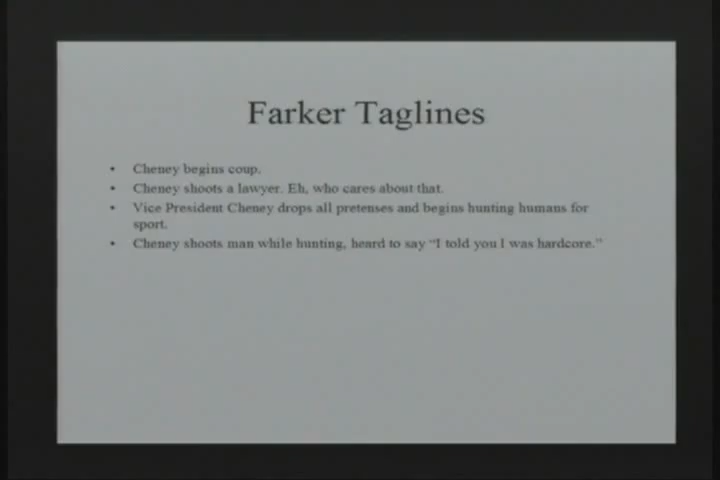 Farker Taglines
• Cheney begins coup.
• Cheney shoots a lawyer. Eh, who cares about that.
• Vice President Cheney drops all pretenses and begins hunting humans for
sport.
• Cheney shoots man while hunting, heard to say “I told you I was hardcore.”